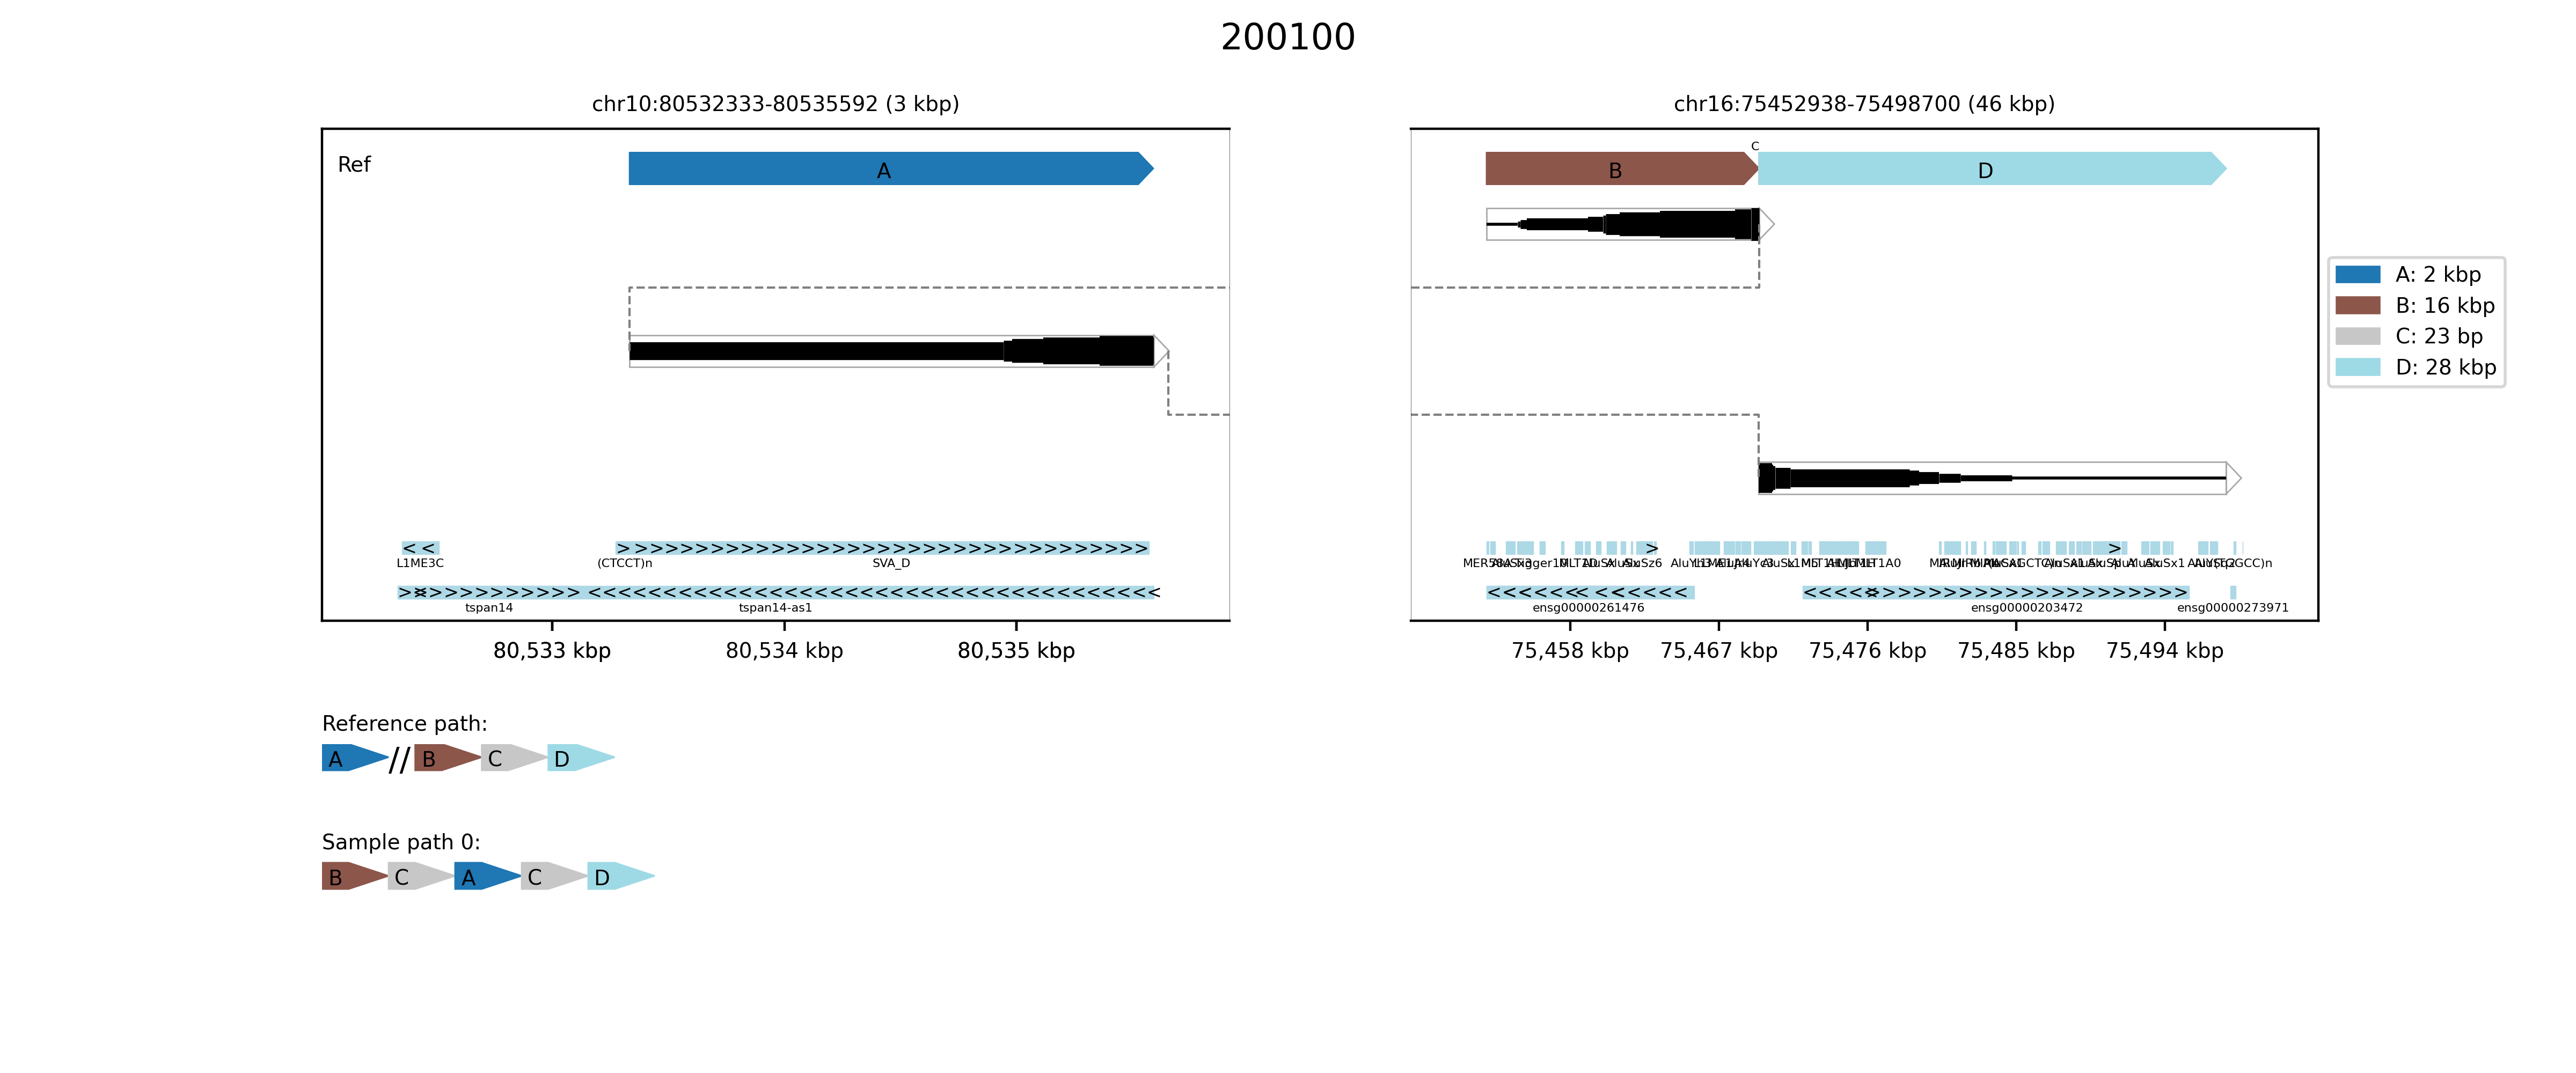 200100
chr10:80532333-80535592 (3 kbp)
chr16:75452938-75498700 (46 kbp)
Ref
A
B
C
D
A: 2 kbp
B: 16 kbp
C: 23 bp
D: 28 kbp
L1ME3C
(CTCCT)n
SVA_D
tspan14
tspan14-as1
ensg00000261476
ensg00000203472
ensg00000273971
80,533 kbp
80,534 kbp
80,535 kbp
75,458 kbp
75,467 kbp
75,476 kbp
75,485 kbp
75,494 kbp
Reference path:
A // B C D
Sample path 0:
B C A C D